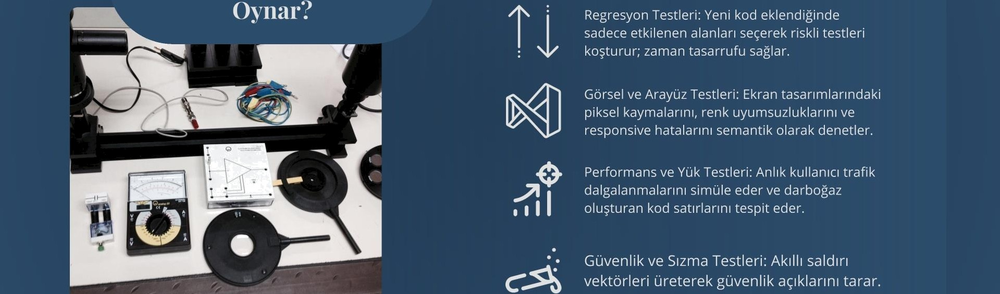 Oynar?
Regresyon Testleri: Yeni kod eklendiğinde
sadece etkilenen alanları seçerek riskli testleri
koşturur; zaman tasarrufu sağlar.
Görsel ve Arayüz Testleri: Ekran tasarımlarındaki
piksel kaymalarını, renk uyumsuzluklarını ve
responsive hatalarını semantik olarak denetler.
Performans ve Yük Testleri: Anlık kullanıcı trafik
dalgalanmalarını simüle eder ve darboğaz
oluşturan kod satırlarını tespit eder.
Güvenlik ve Sızma Testleri: Akıllı saldırı
vektörleri üreterek güvenlik açıklarını tarar.